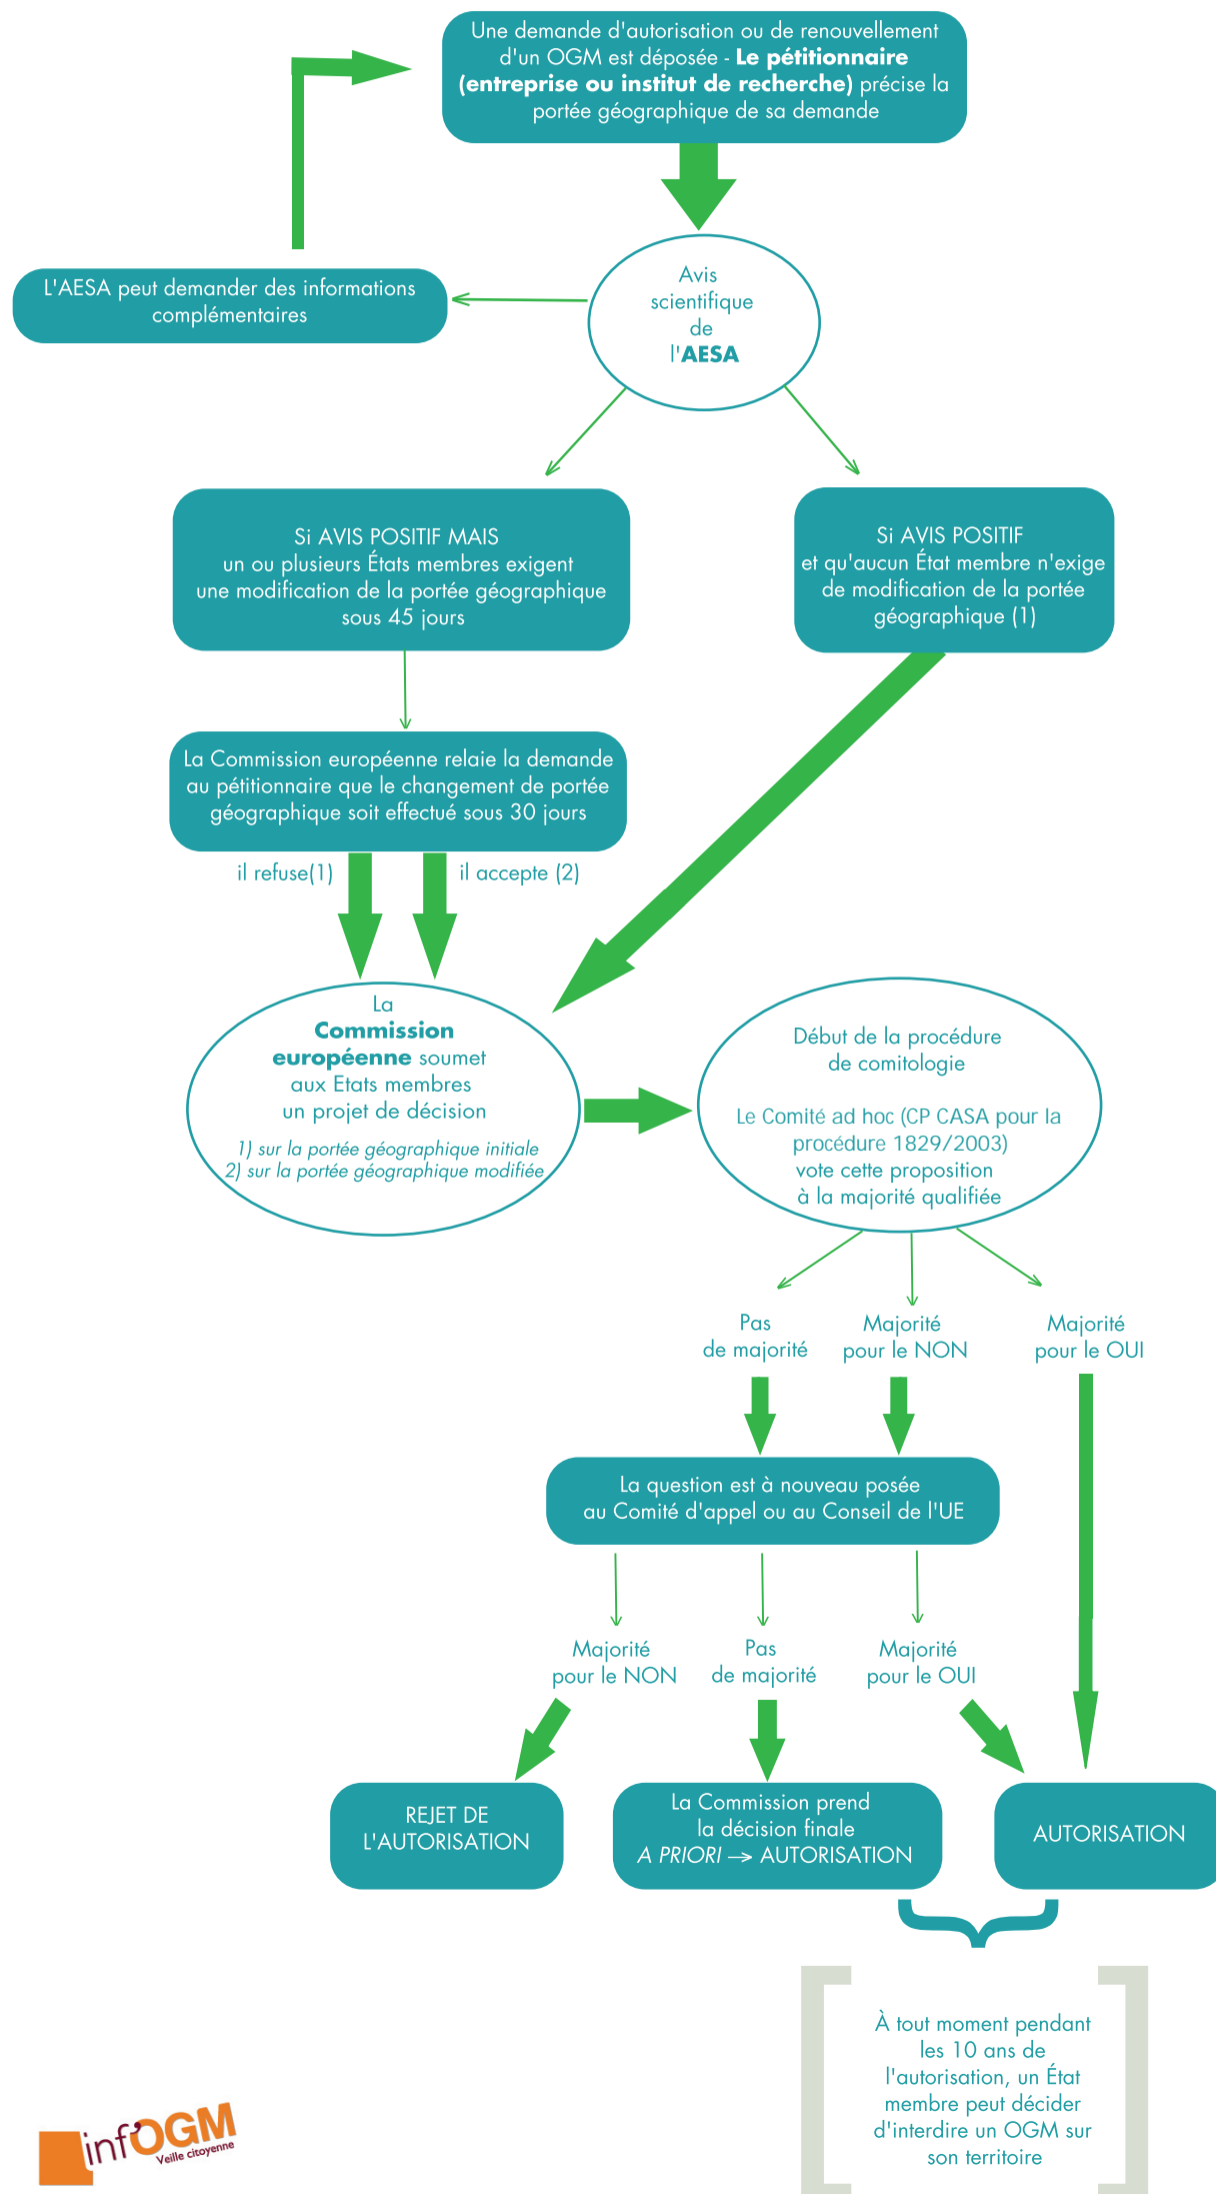 Une demande d'autorisation ou de renouvellement
d'un OGM est déposée - Le pétitionnaire
(entreprise ou institut de recherche) précise la
portée géographique de sa demande
L'AESA peut demander des informations
complémentaires
Avis
scientifique
de
l'AESA
Si AVIS POSITIF MAIS
un ou plusieurs États membres exigent
une modification de la portée géographique
sous 45 jours
Si AVIS POSITIF
et qu'aucun État membre n'exige
de modification de la portée
géographique (1)
La Commission européenne relaie la demande
au pétitionnaire que le changement de portée
géographique soit effectué sous 30 jours
il refuse(1)
il accepte (2)
La
Commission
européenne soumet
aux Etats membres
un projet de décision
1) sur la portée géographique initiale
2) sur la portée géographique modifiée
Début de la procédure
de comitologie
Le Comité ad hoc (CP CASA pour la
procédure 1829/2003)
vote cette proposition
à la majorité qualifiée
Pas
de majorité
Majorité
pour le NON
Majorité
pour le OUI
La question est à nouveau posée
au Comité d'appel ou au Conseil de l'UE
Majorité
pour le NON
Pas
de majorité
Majorité
pour le OUI
REJET DE
L'AUTORISATION
La Commission prend
la décision finale
A PRIORI → AUTORISATION
AUTORISATION
À tout moment pendant
les 10 ans de
l'autorisation, un État
membre peut décider
d'interdire un OGM sur
son territoire
inf'OGM
Veille citoyenne